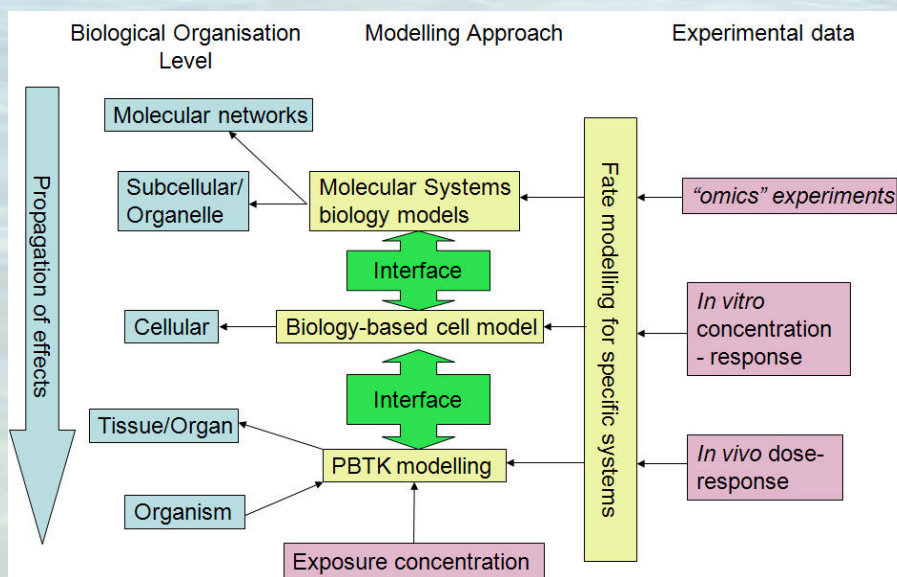 Biological Organisation
Level
Modelling Approach
Experimental data
Propagation of effects
Molecular networks
Subcellular/
Organelle
Molecular Systems
biology models
Fate modelling for specific systems
"omics" experiments
Interface
Cellular
Biology-based cell model
In vitro
concentration
- response
Interface
Tissue/Organ
PBTK modelling
In vivo dose-
response
Organism
Exposure concentration